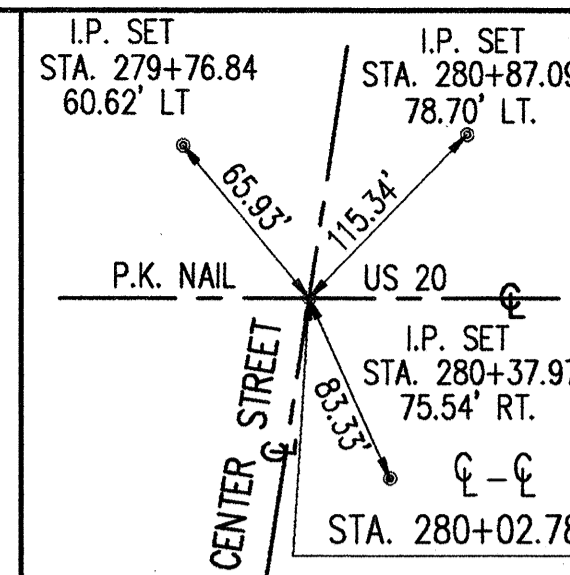 I.P. SET
STA. 279+76.84
60.62' LT
I.P. SET
STA. 280+87.09
78.70' LT.
65.93'
115.34'
P.K. NAIL
US 20
℄
I.P. SET
STA. 280+37.97
75.54' RT.
83.33'
CENTER STREET
℄
℄ - ℄
STA. 280+02.78